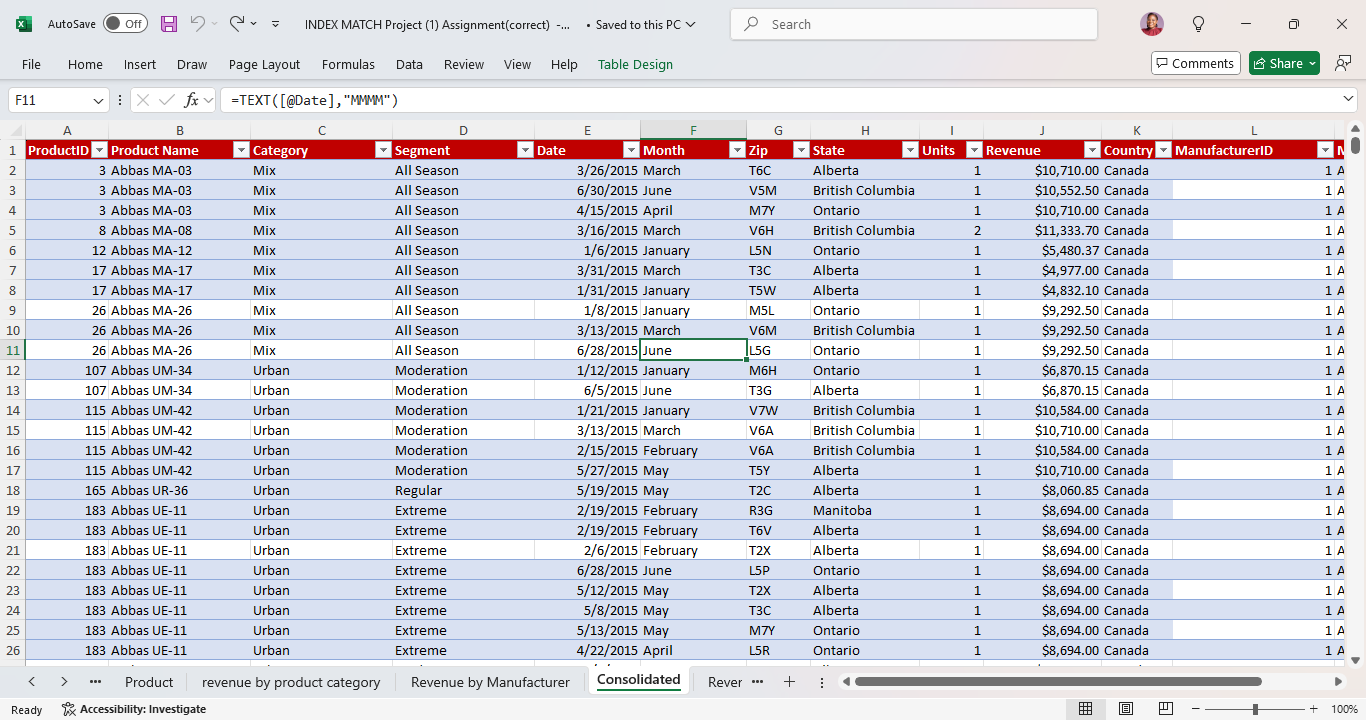 AutoSave Off INDEX MATCH Project (1) Assignment(correct) -... • Saved to this PC Search
File Home Insert Draw Page Layout Formulas Data Review View Help Table Design Comments Share
F11 fx =TEXT([@Date],"MMMM")
A B C D E F G H I J K L
1 ProductID Product Name Category Segment Date Month Zip State Units Revenue Country ManufacturerID
2 3 Abbas MA-03 Mix All Season 3/26/2015 March T6C Alberta 1 $10,710.00 Canada 1 A
3 3 Abbas MA-03 Mix All Season 6/30/2015 June V5M British Columbia 1 $10,552.50 Canada 1 A
4 3 Abbas MA-03 Mix All Season 4/15/2015 April M7Y Ontario 1 $10,710.00 Canada 1 A
5 8 Abbas MA-08 Mix All Season 3/16/2015 March V6H British Columbia 2 $11,333.70 Canada 1 A
6 12 Abbas MA-12 Mix All Season 1/6/2015 January L5N Ontario 1 $5,480.37 Canada 1 A
7 17 Abbas MA-17 Mix All Season 3/31/2015 March T3C Alberta 1 $4,977.00 Canada 1 A
8 17 Abbas MA-17 Mix All Season 1/31/2015 January T5W Alberta 1 $4,832.10 Canada 1 A
9 26 Abbas MA-26 Mix All Season 1/8/2015 January M5L Ontario 1 $9,292.50 Canada 1 A
10 26 Abbas MA-26 Mix All Season 3/13/2015 March V6M British Columbia 1 $9,292.50 Canada 1 A
11 26 Abbas MA-26 Mix All Season 6/28/2015 June L5G Ontario 1 $9,292.50 Canada 1 A
12 107 Abbas UM-34 Urban Moderation 1/12/2015 January M6H Ontario 1 $6,870.15 Canada 1 A
13 107 Abbas UM-34 Urban Moderation 6/5/2015 June T3G Alberta 1 $6,870.15 Canada 1 A
14 115 Abbas UM-42 Urban Moderation 1/21/2015 January V7W British Columbia 1 $10,584.00 Canada 1 A
15 115 Abbas UM-42 Urban Moderation 3/13/2015 March V6A British Columbia 1 $10,710.00 Canada 1 A
16 115 Abbas UM-42 Urban Moderation 2/15/2015 February V6A British Columbia 1 $10,584.00 Canada 1 A
17 115 Abbas UM-42 Urban Moderation 5/27/2015 May T5Y Alberta 1 $10,710.00 Canada 1 A
18 165 Abbas UR-36 Urban Regular 5/19/2015 May T2C Alberta 1 $8,060.85 Canada 1 A
19 183 Abbas UE-11 Urban Extreme 2/19/2015 February R3G Manitoba 1 $8,694.00 Canada 1 A
20 183 Abbas UE-11 Urban Extreme 2/19/2015 February T6V Alberta 1 $8,694.00 Canada 1 A
21 183 Abbas UE-11 Urban Extreme 2/6/2015 February T2X Alberta 1 $8,694.00 Canada 1 A
22 183 Abbas UE-11 Urban Extreme 6/28/2015 June L5P Ontario 1 $8,694.00 Canada 1 A
23 183 Abbas UE-11 Urban Extreme 5/12/2015 May T2X Alberta 1 $8,694.00 Canada 1 A
24 183 Abbas UE-11 Urban Extreme 5/8/2015 May T3C Alberta 1 $8,694.00 Canada 1 A
25 183 Abbas UE-11 Urban Extreme 5/13/2015 May M7Y Ontario 1 $8,694.00 Canada 1 A
26 183 Abbas UE-11 Urban Extreme 4/22/2015 April L5R Ontario 1 $8,694.00 Canada 1 A
... Product revenue by product category Revenue by Manufacturer Consolidated Rever ...
Ready Accessibility: Investigate 100%